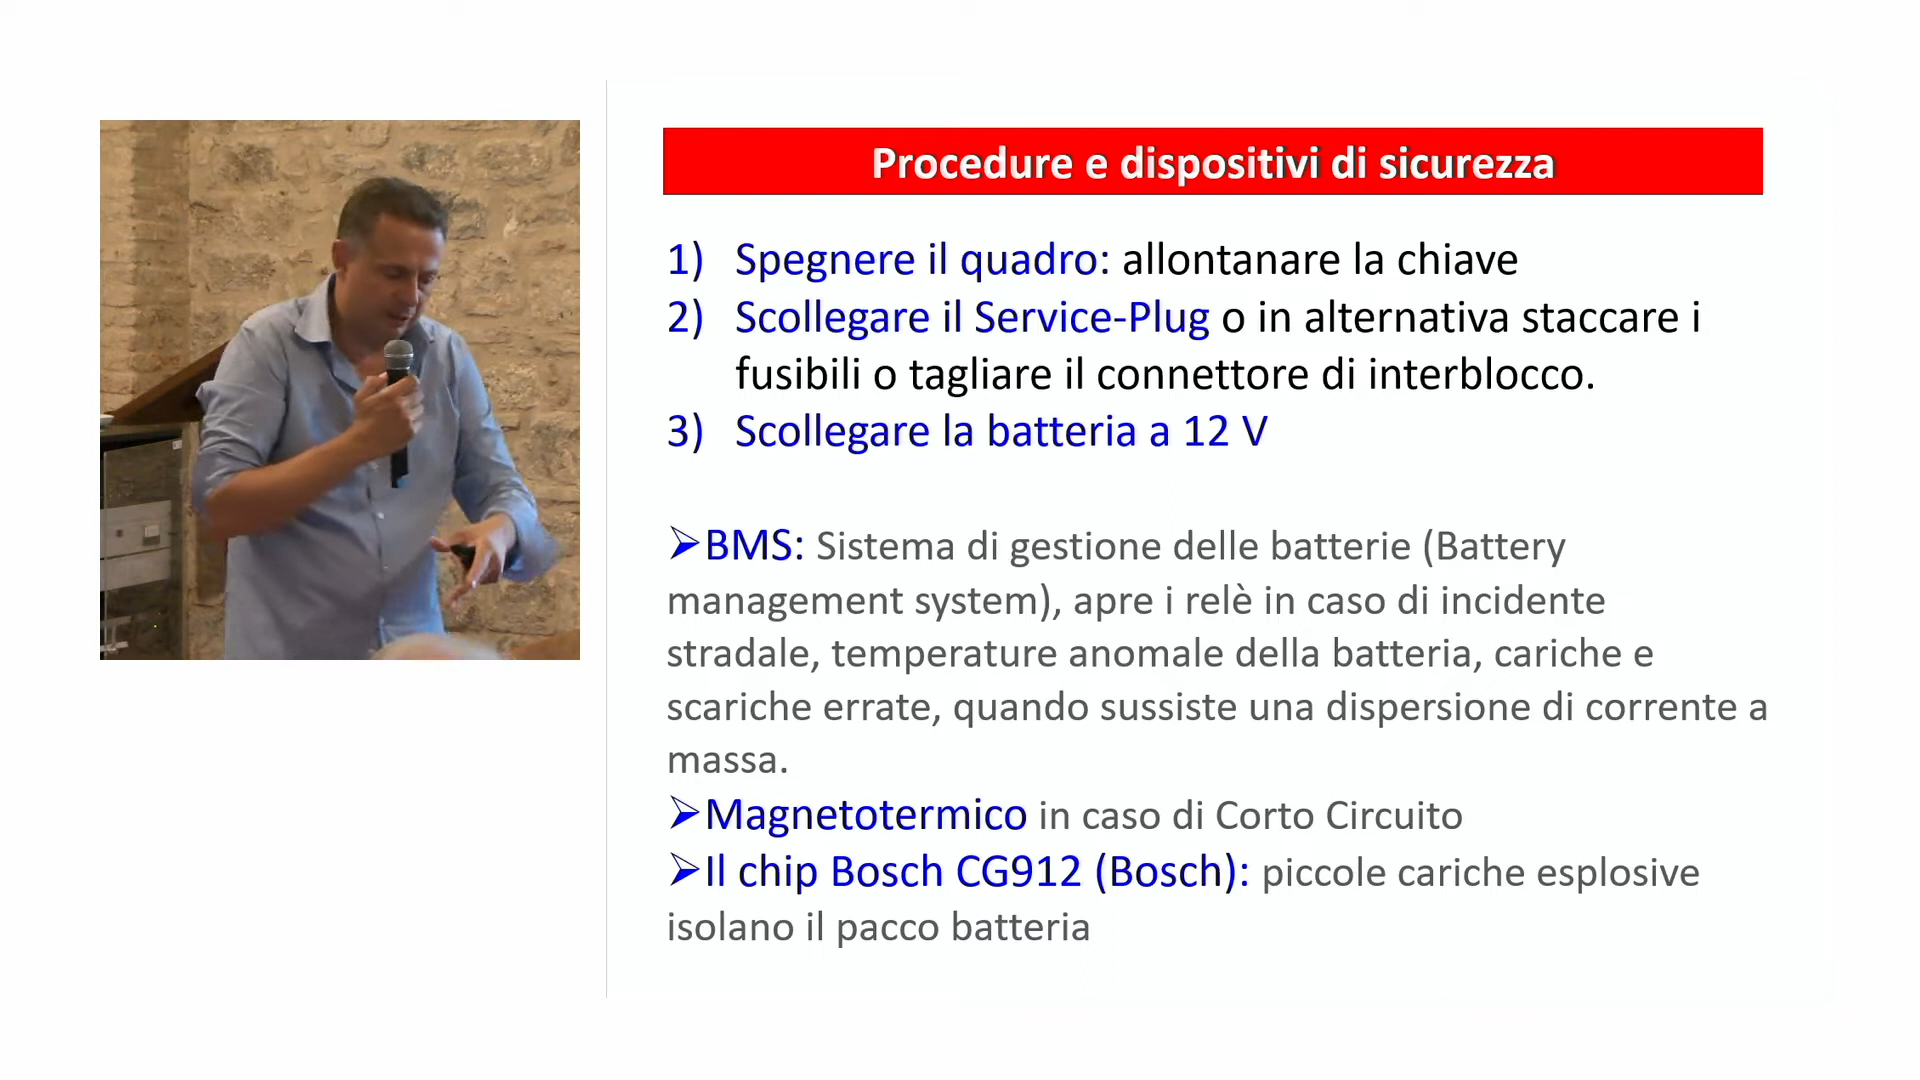 Procedure e dispositivi di sicurezza
1) Spegnere il quadro: allontanare la chiave
2) Scollegare il Service-Plug o in alternativa staccare i
fusibili o tagliare il connettore di interblocco.
3) Scollegare la batteria a 12 V
➢BMS: Sistema di gestione delle batterie (Battery
management system), apre i relè in caso di incidente
stradale, temperature anomale della batteria, cariche e
scariche errate, quando sussiste una dispersione di corrente a
massa.
➢Magnetotermico in caso di Corto Circuito
➢Il chip Bosch CG912 (Bosch): piccole cariche esplosive
isolano il pacco batteria